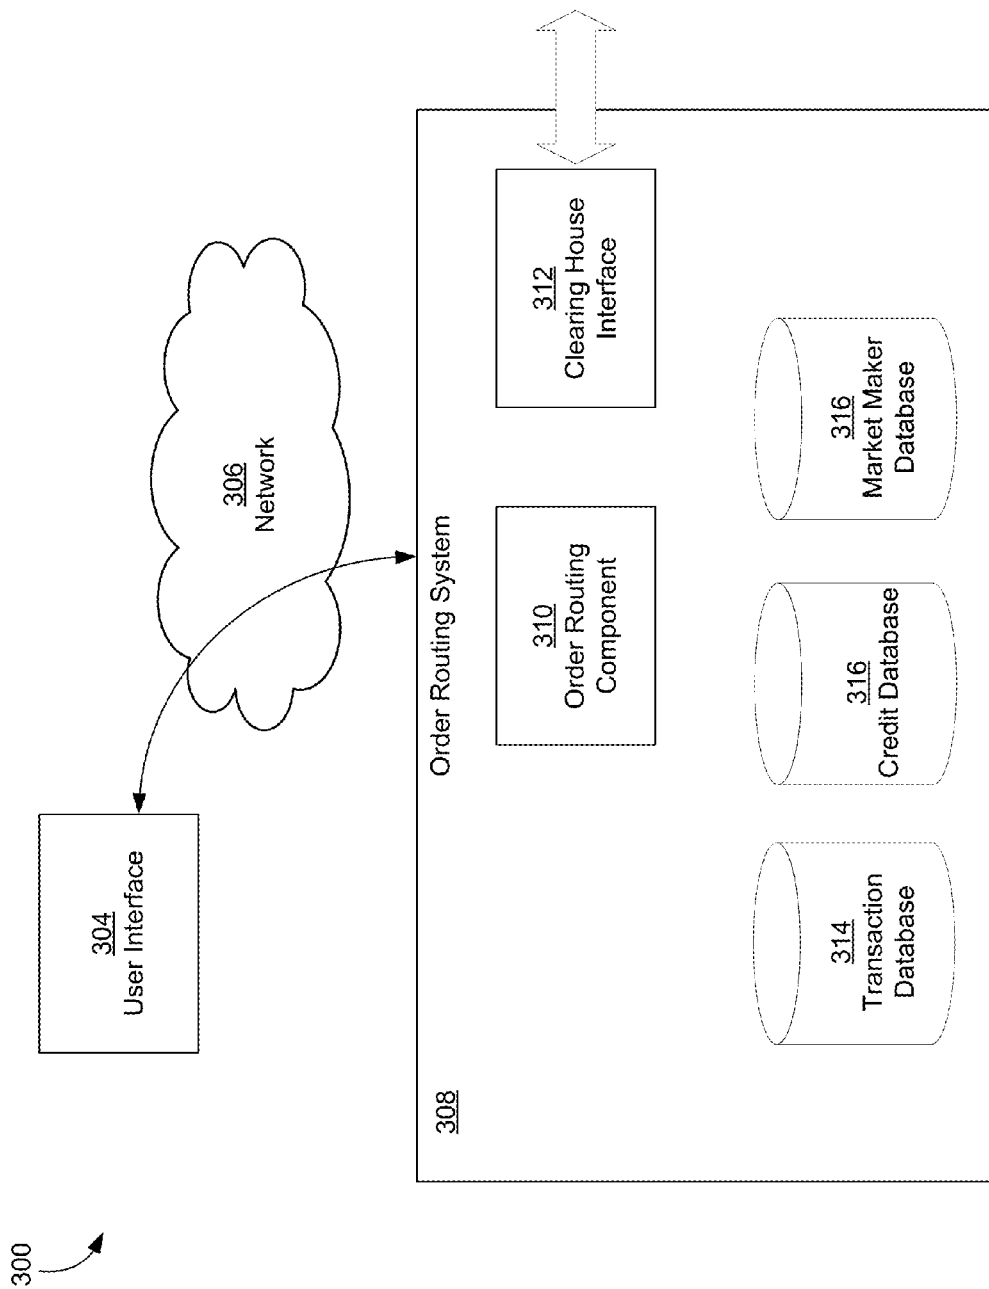 300
304
User Interface
306
Network
308
Order Routing System
310
Order Routing
Component
312
Clearing House
Interface
314
Transaction
Database
316
Credit Database
316
Market Maker
Database